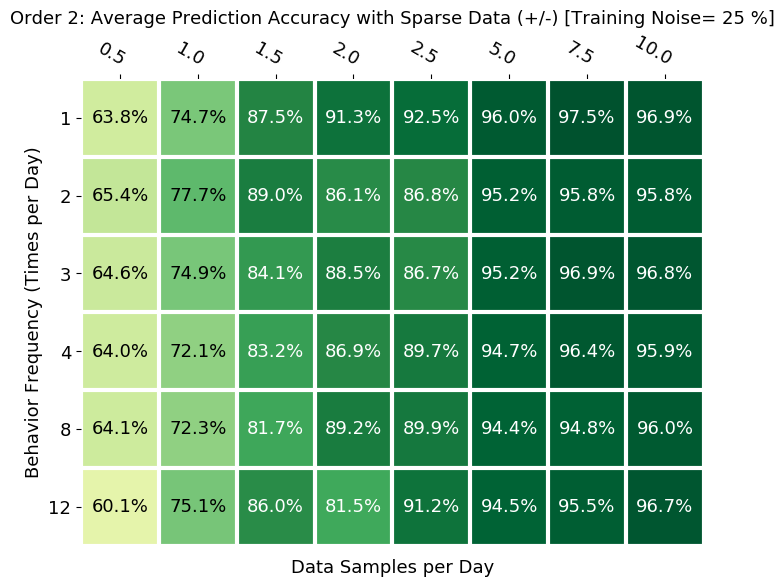 Order 2: Average Prediction Accuracy with Sparse Data (+/-) [Training Noise= 25 %]
0.5 1.0 1.5 2.0 2.5 5.0 7.5 10.0
Behavior Frequency (Times per Day)
1 63.8% 74.7% 87.5% 91.3% 92.5% 96.0% 97.5% 96.9%
2 65.4% 77.7% 89.0% 86.1% 86.8% 95.2% 95.8% 95.8%
3 64.6% 74.9% 84.1% 88.5% 86.7% 95.2% 96.9% 96.8%
4 64.0% 72.1% 83.2% 86.9% 89.7% 94.7% 96.4% 95.9%
8 64.1% 72.3% 81.7% 89.2% 89.9% 94.4% 94.8% 96.0%
12 60.1% 75.1% 86.0% 81.5% 91.2% 94.5% 95.5% 96.7%
Data Samples per Day